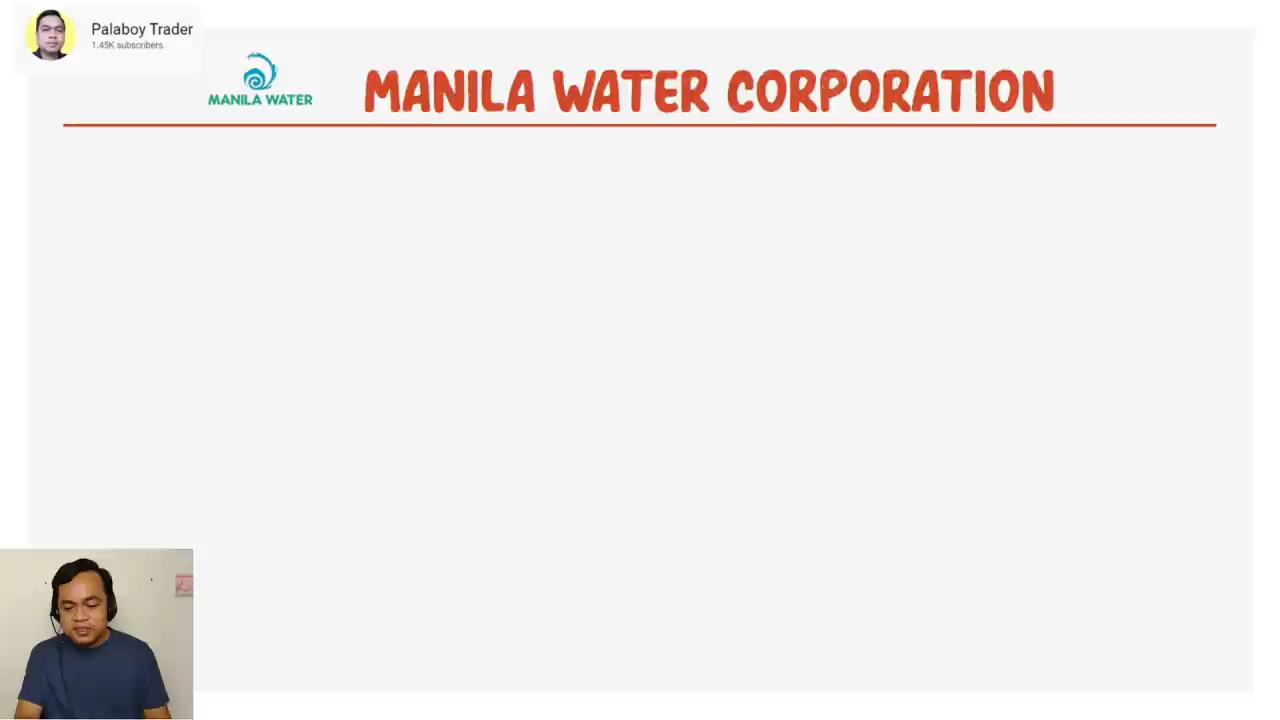 Palaboy Trader
1.45K subscribers
MANILA WATER
MANILA WATER CORPORATION